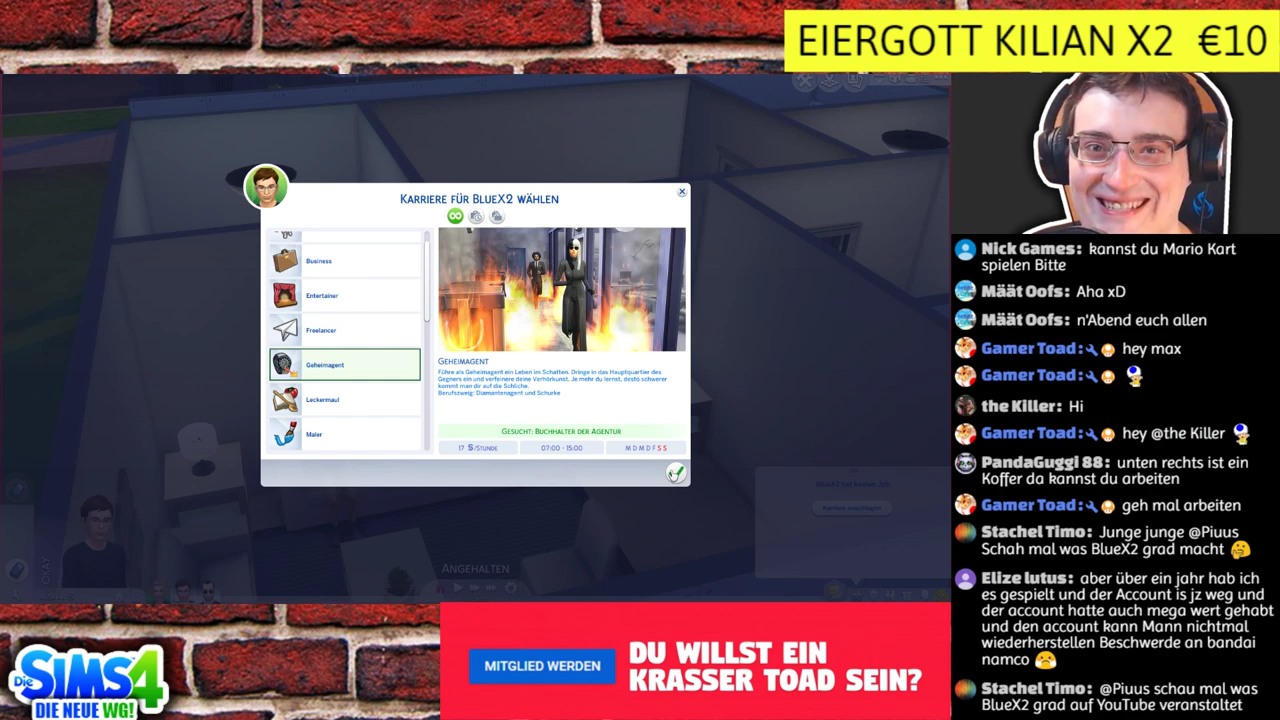 EIERGOTT KILIAN X2 €10
KARRIERE FÜR BLUEX2 WÄHLEN
Business
Entertainer
Freelancer
Geheimagent
Leckermaul
Maler
GEHEIMAGENT
Führe als Geheimagent ein Leben im Schatten. Dringe in das Hauptquartier des
Gegners ein und verfeinere deine Verhörkunst. Je mehr du lernst, desto schwerer
kommt man dir auf die Schliche.
Berufszweig: Diamantenagent und Schurke
GESUCHT: BUCHHALTER DER AGENTUR
17 S/STUNDE
07:00 - 15:00
M D M D F S S
BlueX2 hat keinen Job.
OKAY
ANGEHALTEN
Nick Games: kannst du Mario Kart
spielen Bitte
Määt Oofs: Aha xD
Määt Oofs: n'Abend euch allen
Gamer Toad: hey max
Gamer Toad:
the Killer: Hi
Gamer Toad: hey @the Killer
PandaGuggi 88: unten rechts ist ein
Koffer da kannst du arbeiten
Gamer Toad: geh mal arbeiten
Stachel Timo: Junge junge @Piuus
Schah mal was BlueX2 grad macht
Elize lutus: aber über ein jahr hab ich
es gespielt und der Account is jz weg und
der account hatte auch mega wert gehabt
und den account kann Mann nichtmal
wiederherstellen Beschwerde an bandai
namco
Stachel Timo: @Piuus schau mal was
BlueX2 grad auf YouTube veranstaltet
Die SIMS 4
DIE NEUE WG!
MITGLIED WERDEN
DU WILLST EIN
KRASSER TOAD SEIN?